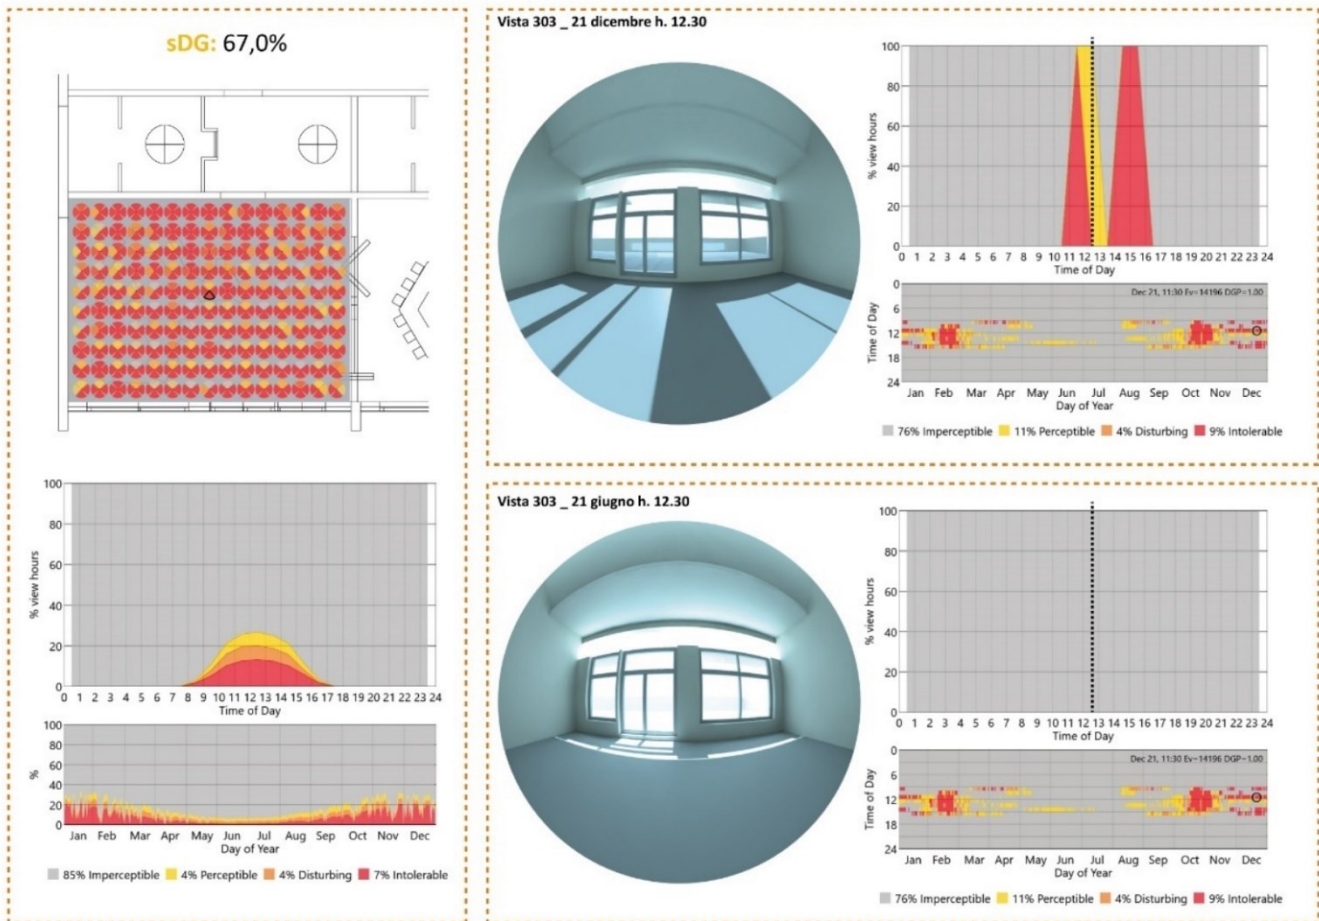 sDG: 67,0%
100
80
60
40
20
0
% view hours
0 1 2 3 4 5 6 7 8 9 10 11 12 13 14 15 16 17 18 19 20 21 22 23 24
Time of Day
100
80
60
40
20
0
%
Jan Feb Mar Apr May Jun Jul Aug Sep Oct Nov Dec
Day of Year
85% Imperceptible 4% Perceptible 4% Disturbing 7% Intolerable
Vista 303 _ 21 dicembre h. 12.30
100
80
60
40
20
0
% view hours
0 1 2 3 4 5 6 7 8 9 10 11 12 13 14 15 16 17 18 19 20 21 22 23 24
Time of Day
Dec 21, 11:30 Ev=14196 DGP=1.00
0
6
12
18
24
Time of Day
Jan Feb Mar Apr May Jun Jul Aug Sep Oct Nov Dec
Day of Year
76% Imperceptible 11% Perceptible 4% Disturbing 9% Intolerable
Vista 303 _ 21 giugno h. 12.30
100
80
60
40
20
0
% view hours
0 1 2 3 4 5 6 7 8 9 10 11 12 13 14 15 16 17 18 19 20 21 22 23 24
Time of Day
Dec 21, 11:30 Ev=14196 DGP=1.00
0
6
12
18
24
Time of Day
Jan Feb Mar Apr May Jun Jul Aug Sep Oct Nov Dec
Day of Year
76% Imperceptible 11% Perceptible 4% Disturbing 9% Intolerable